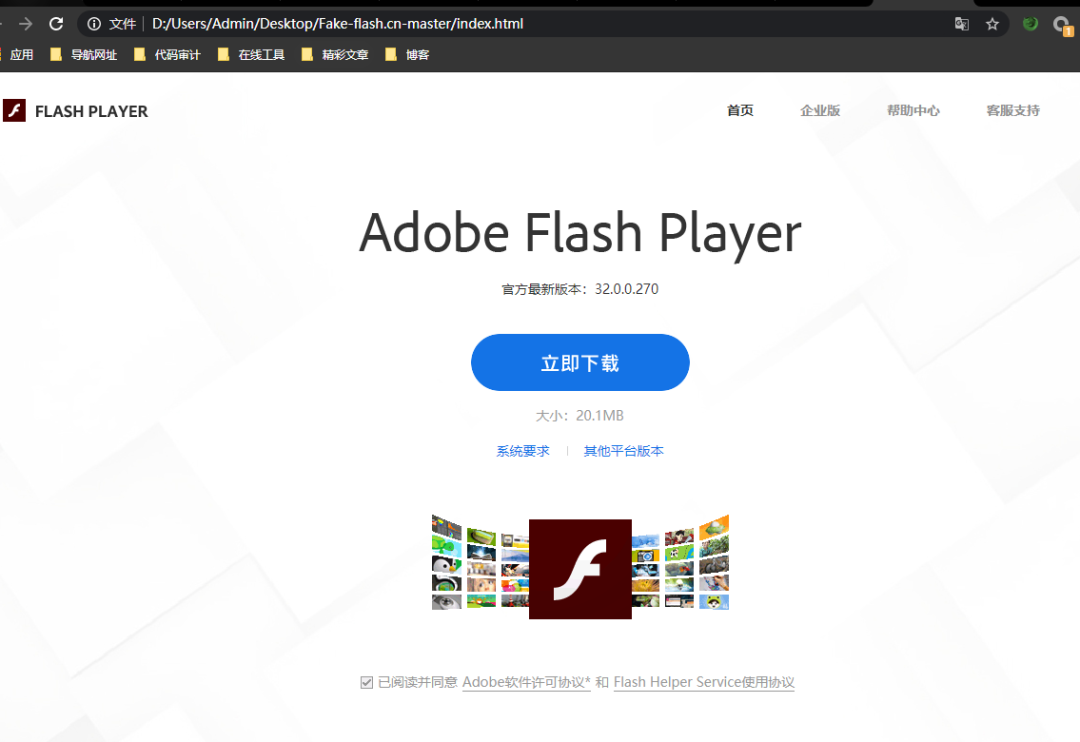 文件 D:/Users/Admin/Desktop/Fake-flash.cn-master/index.html
应用 导航网址 代码审计 在线工具 精彩文章 博客
FLASH PLAYER 首页 企业版 帮助中心 客服支持
Adobe Flash Player
官方最新版本：32.0.0.270
立即下载
大小：20.1MB
系统要求 其他平台版本
已阅读并同意 Adobe软件许可协议* 和 Flash Helper Service使用协议